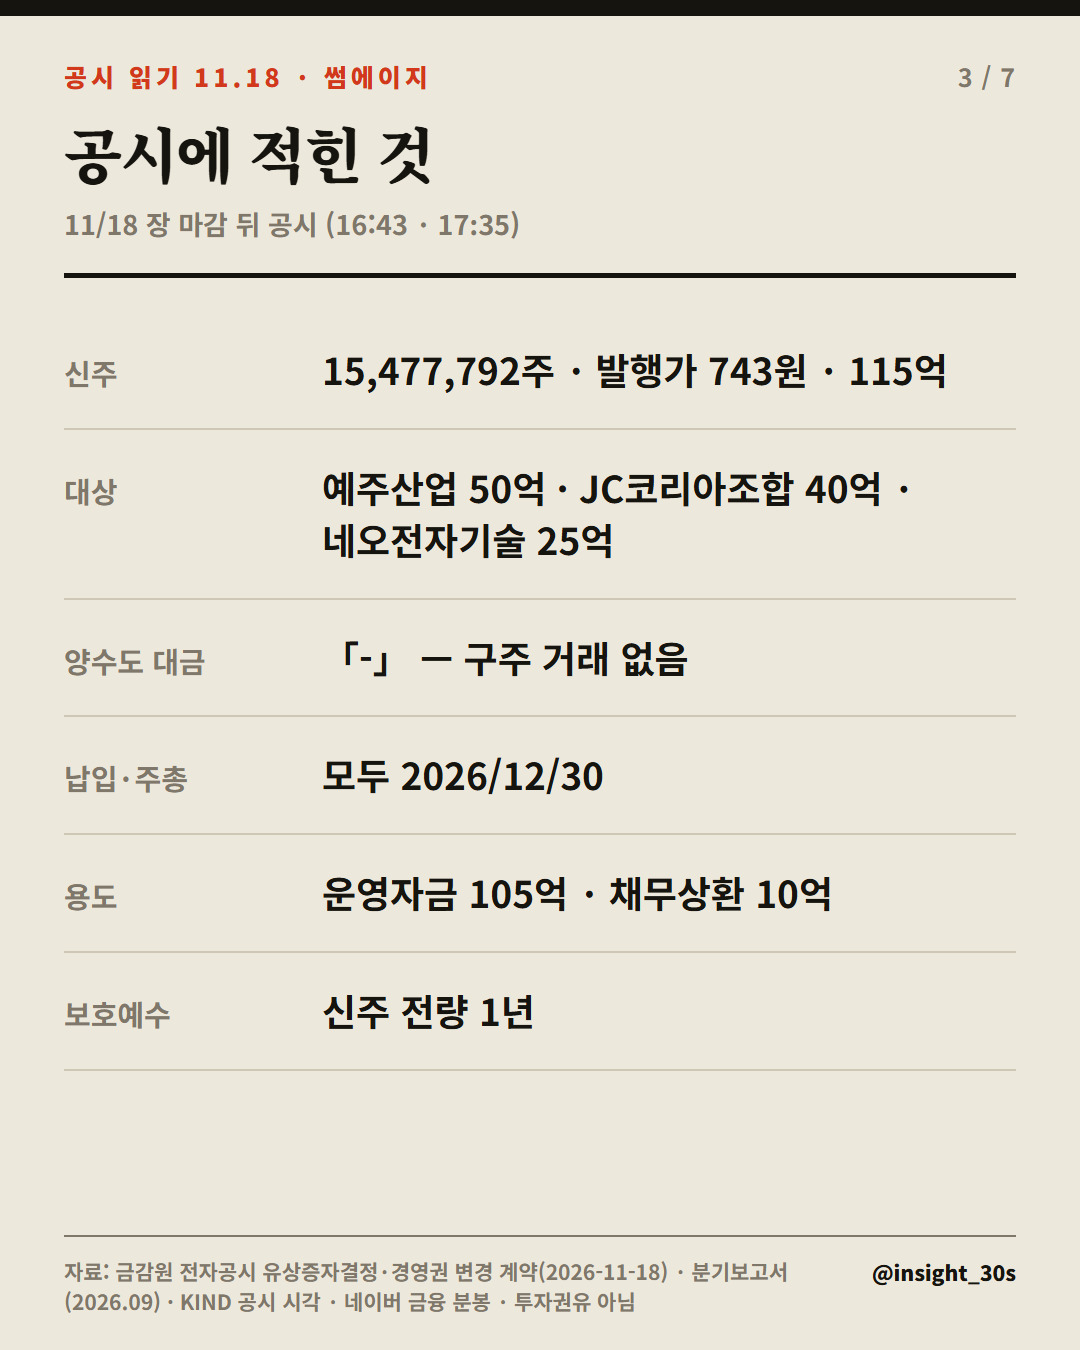 공시 읽기 11.18 · 썸에이지
3 / 7
공시에 적힌 것
11/18 장 마감 뒤 공시 (16:43 · 17:35)
신주
15,477,792주 · 발행가 743원 · 115억
대상
예주산업 50억 · JC코리아조합 40억 ·
네오전자기술 25억
양수도 대금
「-」 — 구주 거래 없음
납입·주총
모두 2026/12/30
용도
운영자금 105억 · 채무상환 10억
보호예수
신주 전량 1년
자료: 금감원 전자공시 유상증자결정·경영권 변경 계약(2026-11-18) · 분기보고서
(2026.09) · KIND 공시 시각 · 네이버 금융 분봉 · 투자권유 아님
@insight_30s